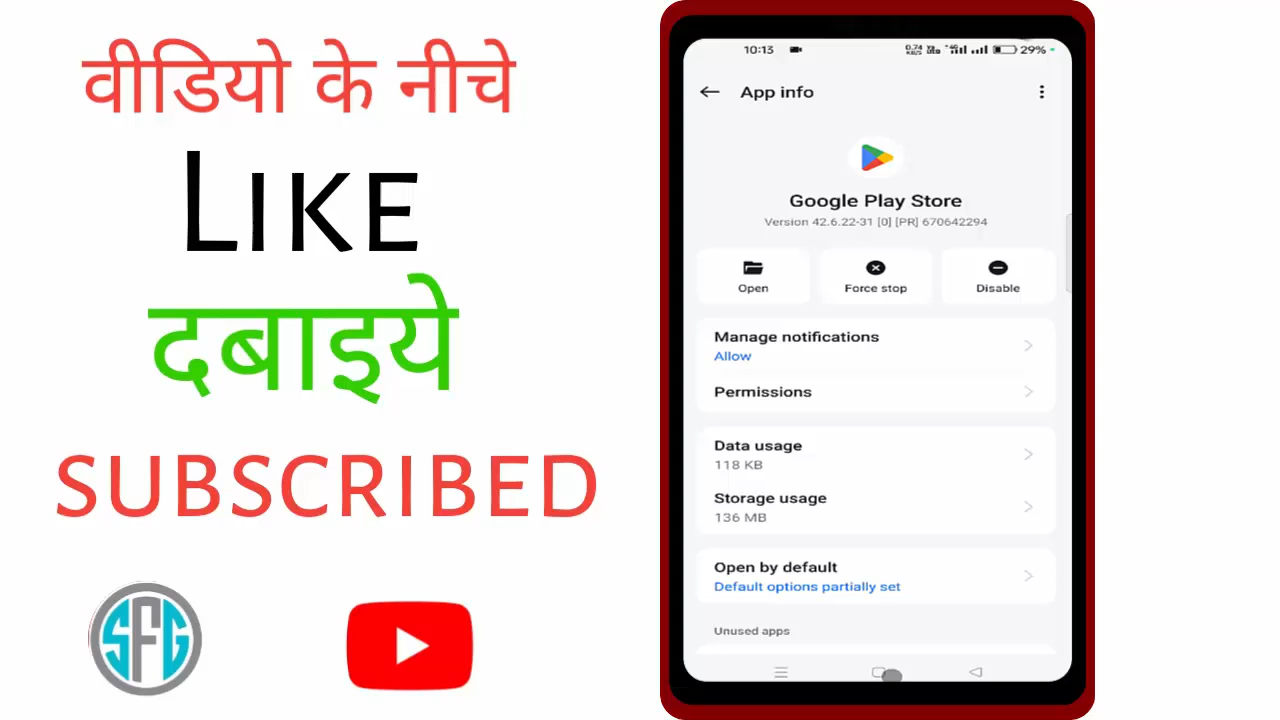 वीडियो के नीचे
LIKE
दबाइये
SUBSCRIBED
SFG
10:13
29%
App info
Google Play Store
Version 42.6.22-31 [0] [PR] 670642294
Open
Force stop
Disable
Manage notifications
Allow
Permissions
Data usage
118 KB
Storage usage
136 MB
Open by default
Default options partially set
Unused apps